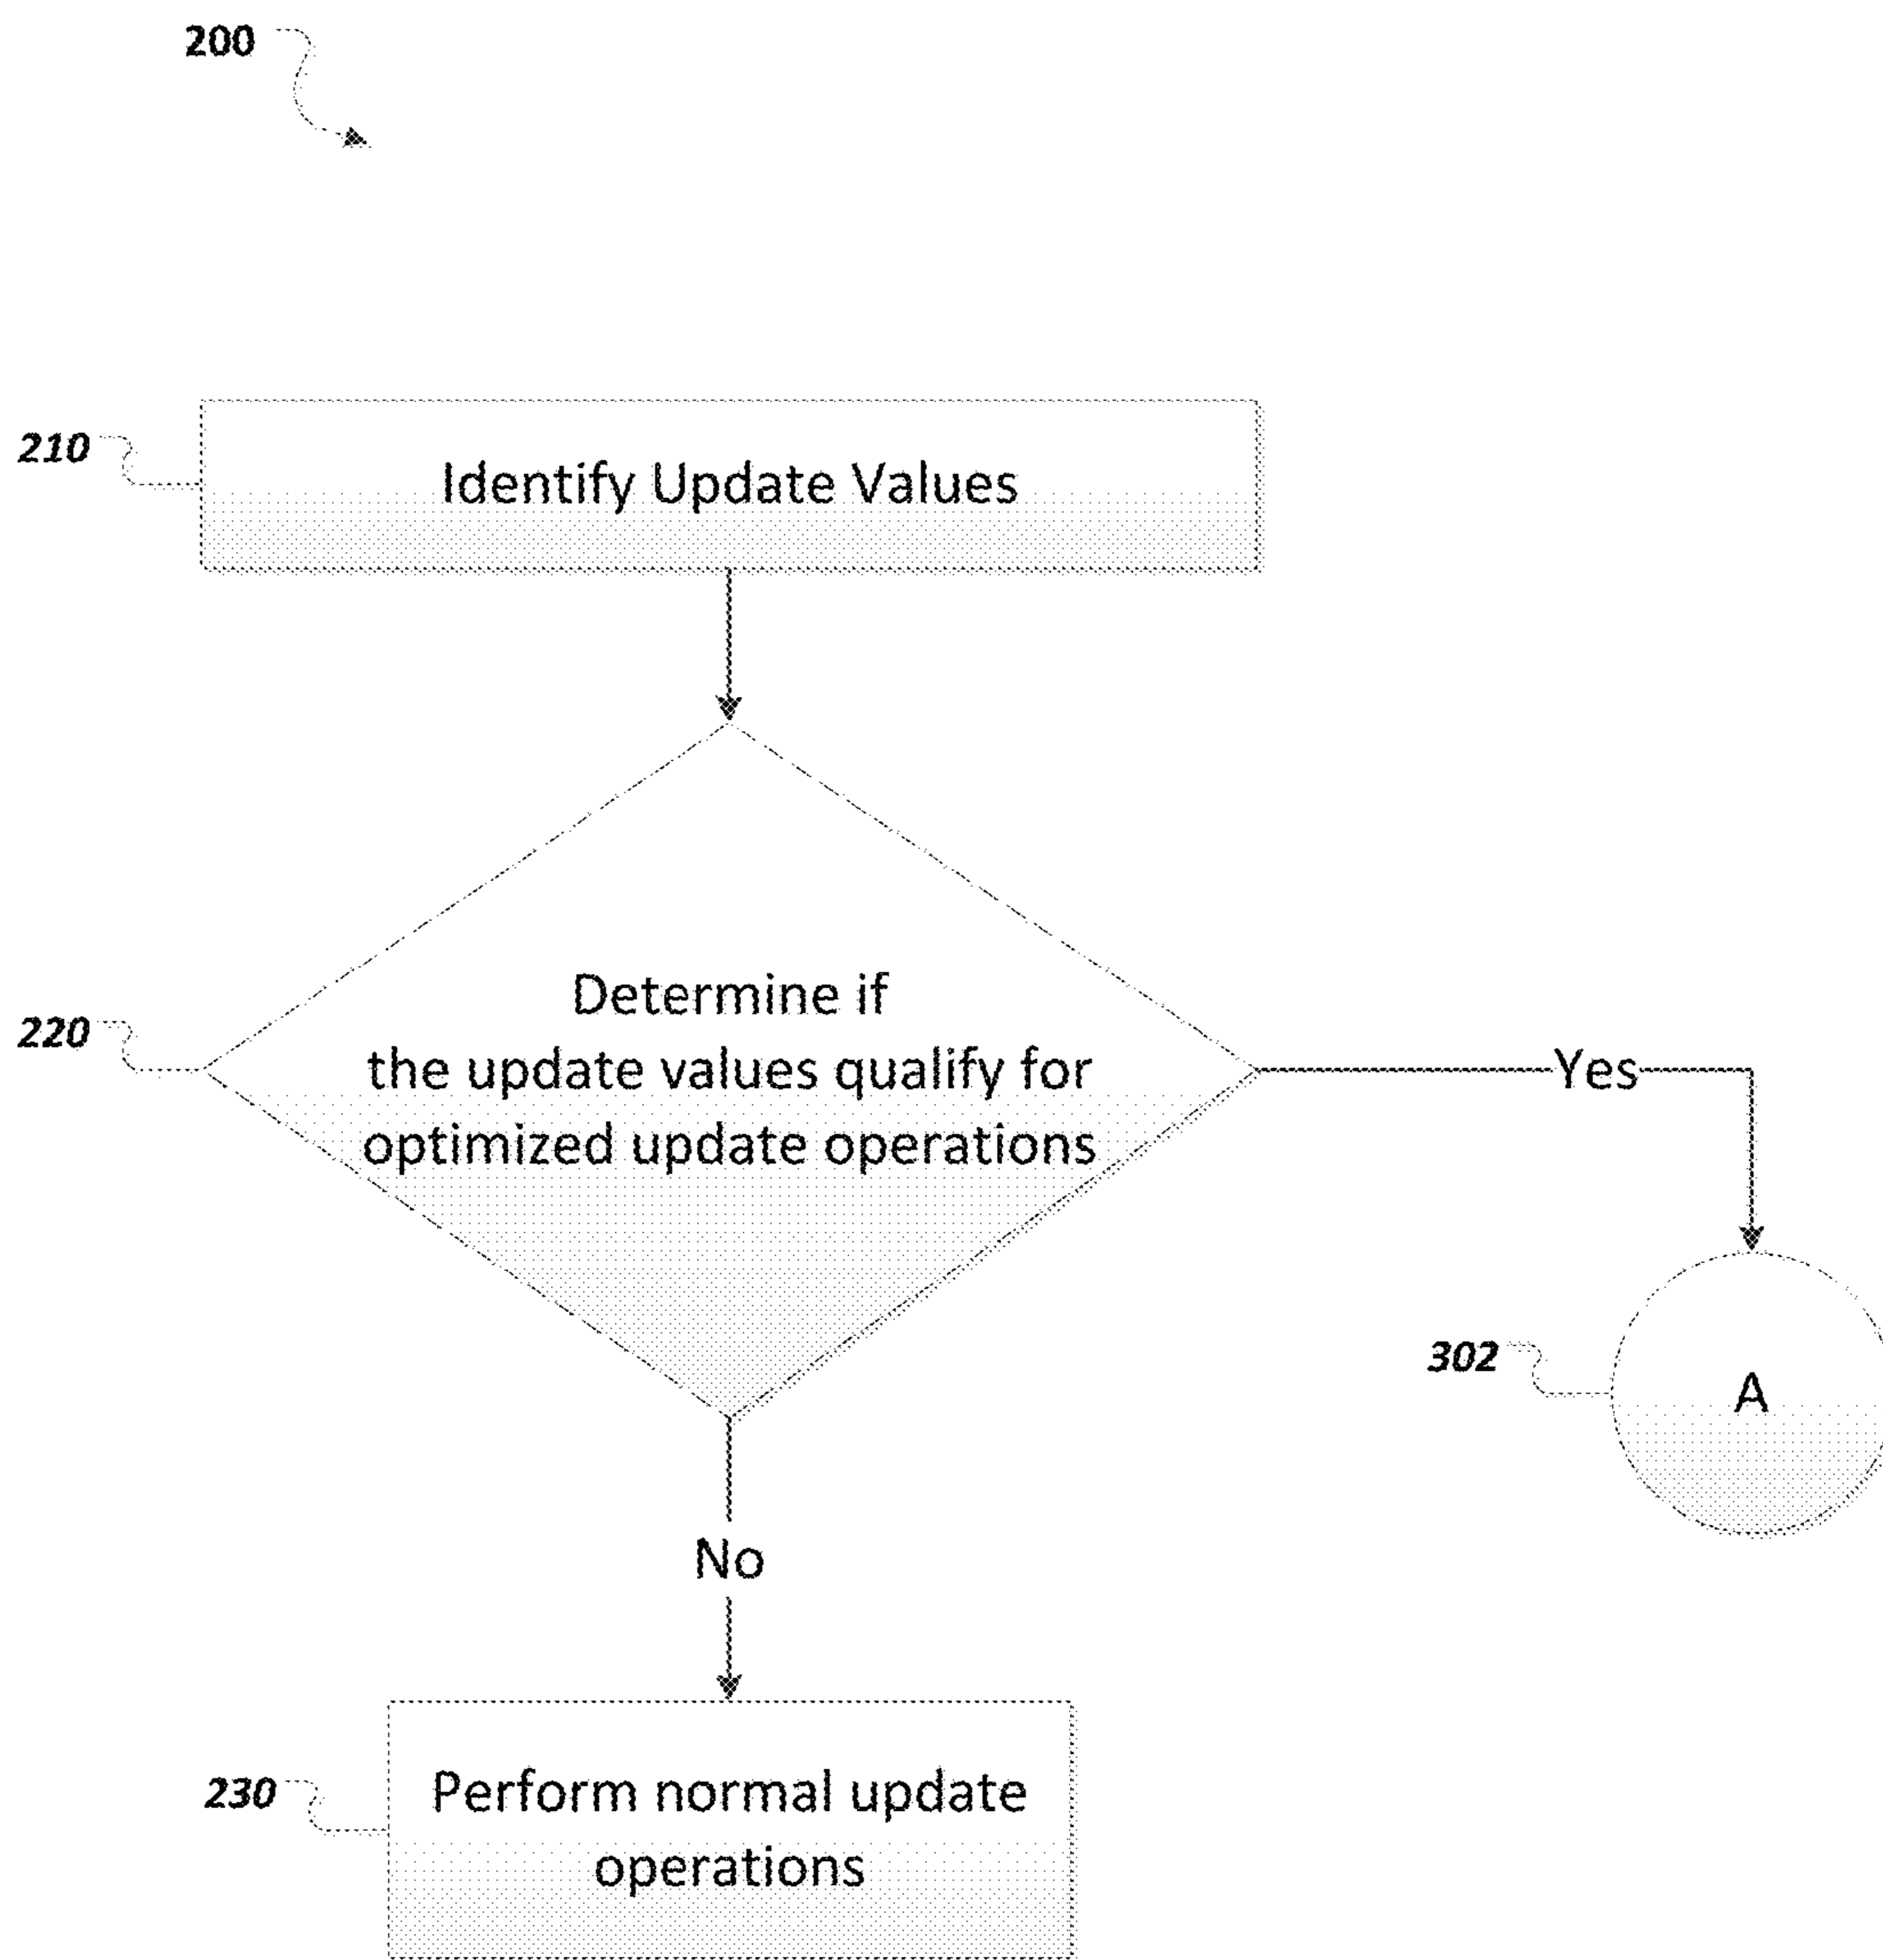 200
210
Identify Update Values
220
Determine if
the update values qualify for
optimized update operations
Yes
302
A
No
230
Perform normal update
operations